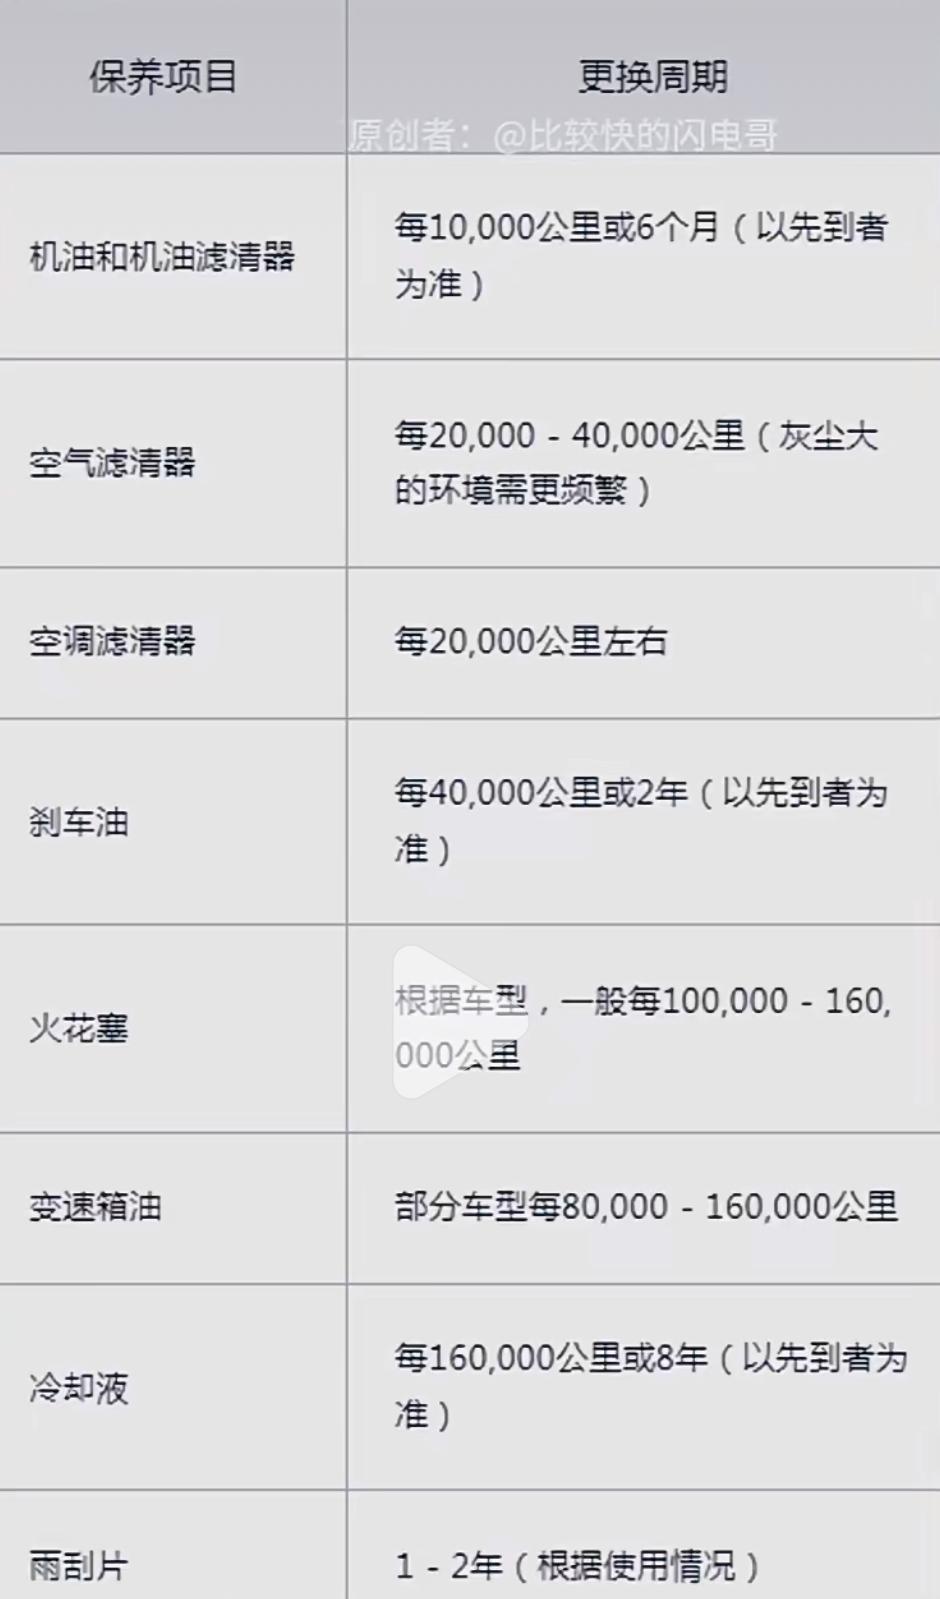 保养项目
更换周期
原创者：@比较快的闪电哥
机油和机油滤清器
每10,000公里或6个月（以先到者
为准）
空气滤清器
每20,000 - 40,000公里（灰尘大
的环境需更频繁）
空调滤清器
每20,000公里左右
刹车油
每40,000公里或2年（以先到者为
准）
火花塞
根据车型，一般每100,000 - 160,
000公里
变速箱油
部分车型每80,000 - 160,000公里
冷却液
每160,000公里或8年（以先到者为
准）
雨刮片
1 - 2年（根据使用情况）